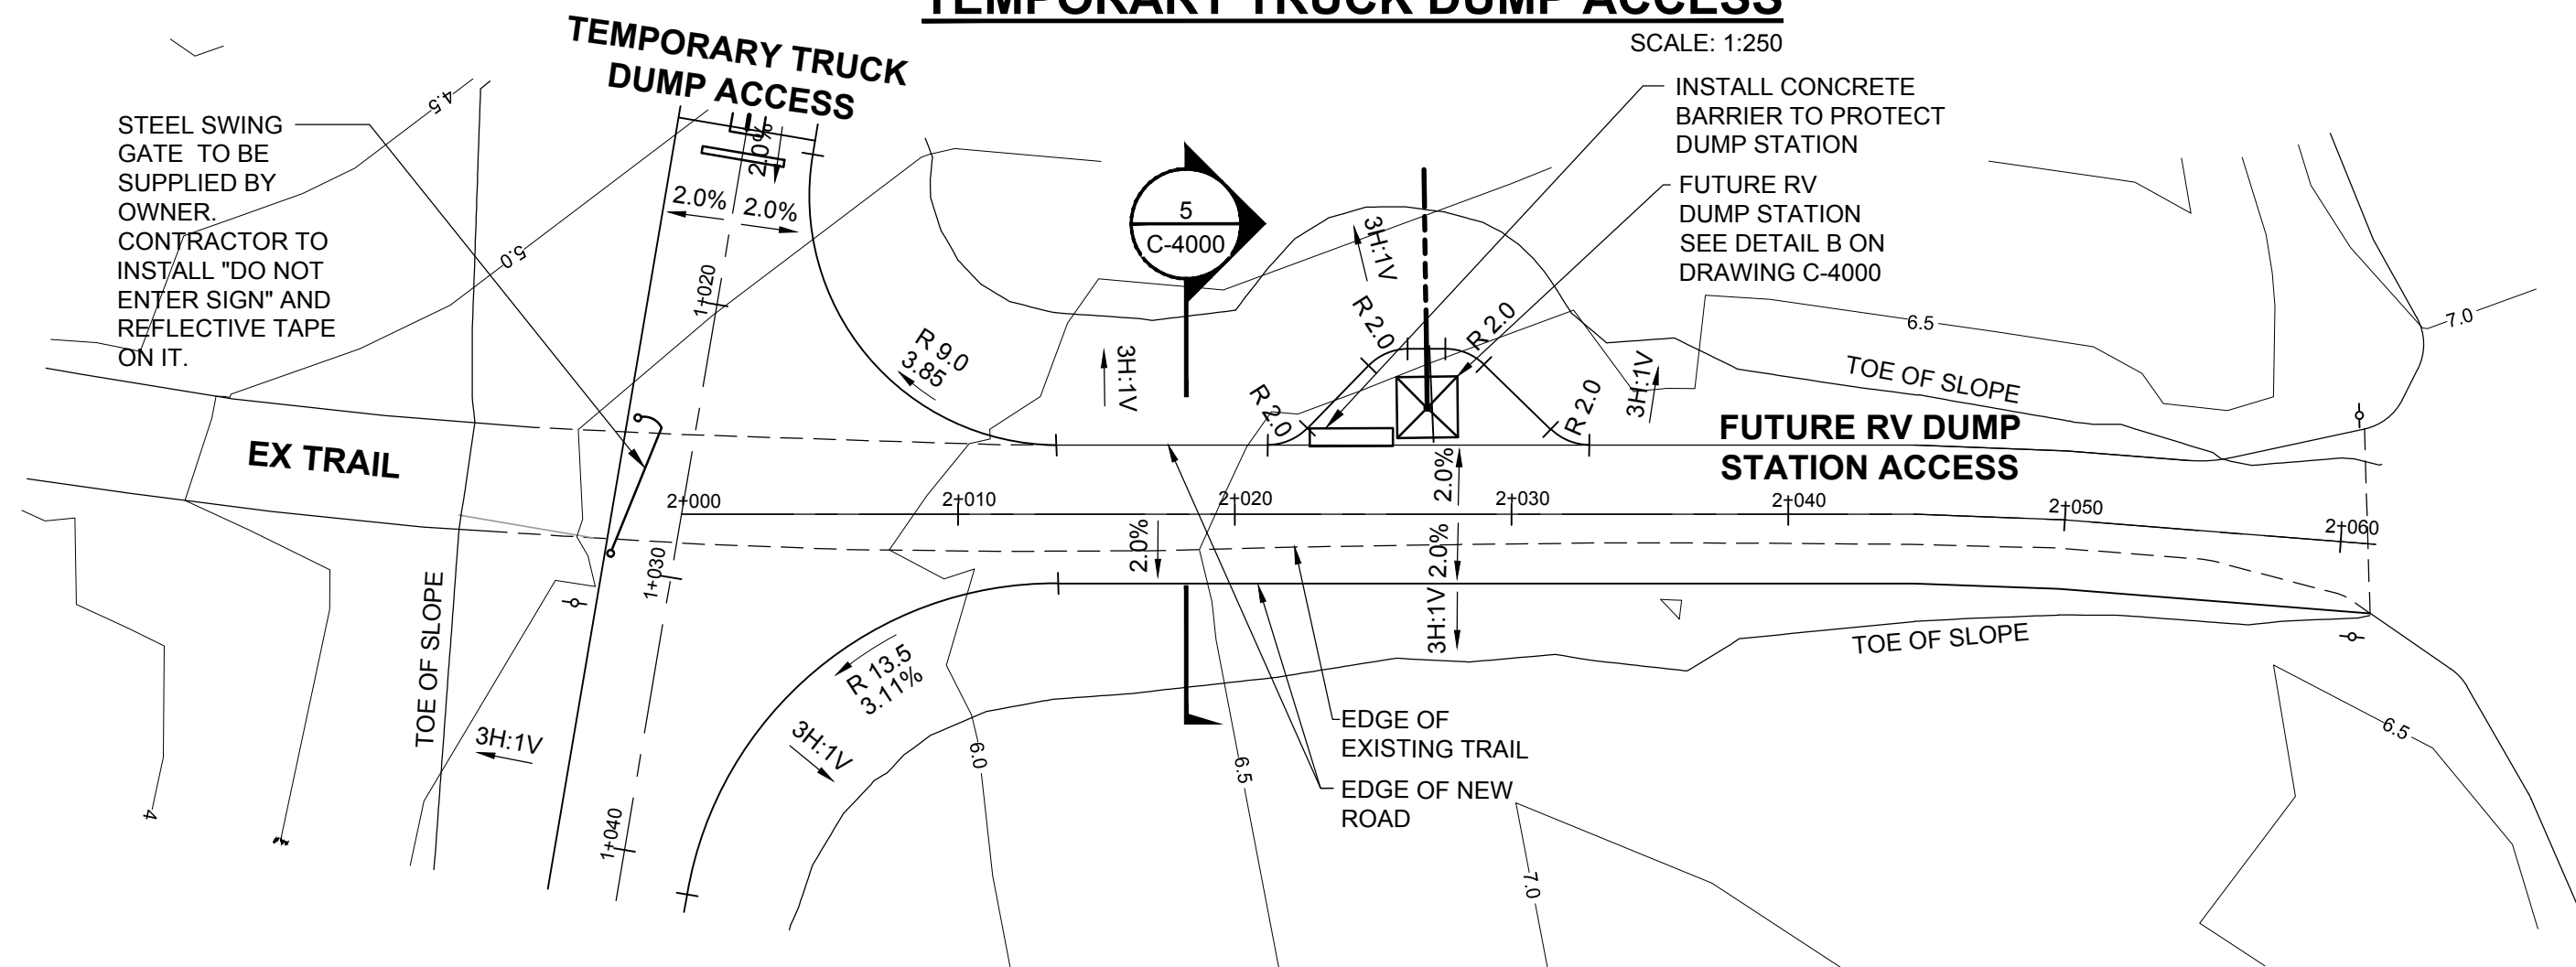 TEMPORARY TRUCK DUMP ACCESS
SCALE: 1:250
TEMPORARY TRUCK
DUMP ACCESS
STEEL SWING
GATE TO BE
SUPPLIED BY
OWNER.
CONTRACTOR TO
INSTALL "DO NOT
ENTER SIGN" AND
REFLECTIVE TAPE
ON IT.
INSTALL CONCRETE
BARRIER TO PROTECT
DUMP STATION
FUTURE RV
DUMP STATION
SEE DETAIL B ON
DRAWING C-4000
4.5
5.0
2.0%
2.0%
2.0%
1+020
5
C-4000
3H:1V
R 2.0
R 2.0
R 9.0
3.85
3H:1V
R 2.0
R 2.0
3H:1V
6.5
7.0
TOE OF SLOPE
FUTURE RV DUMP
STATION ACCESS
EX TRAIL
2+000
2+010
2+020
2+030
2+040
2+050
2+060
2.0%
2.0%
2.0%
3H:1V
1+030
TOE OF SLOPE
TOE OF SLOPE
R 13.5
3.11%
3H:1V
3H:1V
EDGE OF
EXISTING TRAIL
EDGE OF NEW
ROAD
6.0
6.5
6.5
7.0
4
1+040